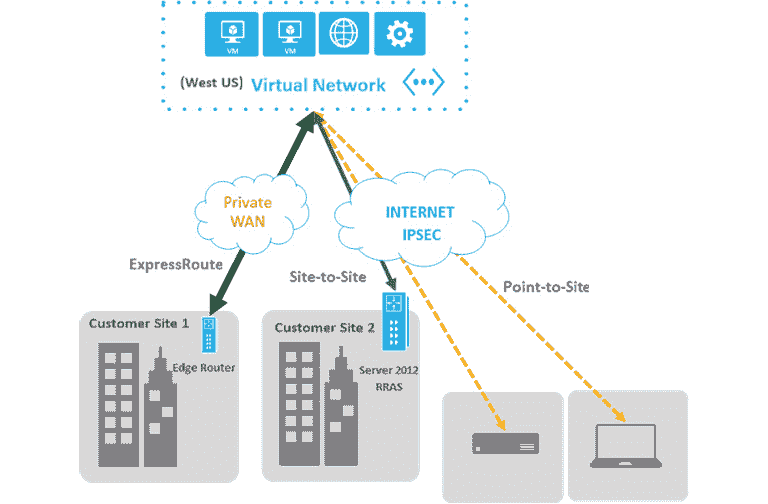 VM
VM
(West US) Virtual Network
Private
WAN
INTERNET
IPSEC
ExpressRoute
Site-to-Site
Point-to-Site
Customer Site 1
Edge Router
Customer Site 2
Server 2012
RRAS